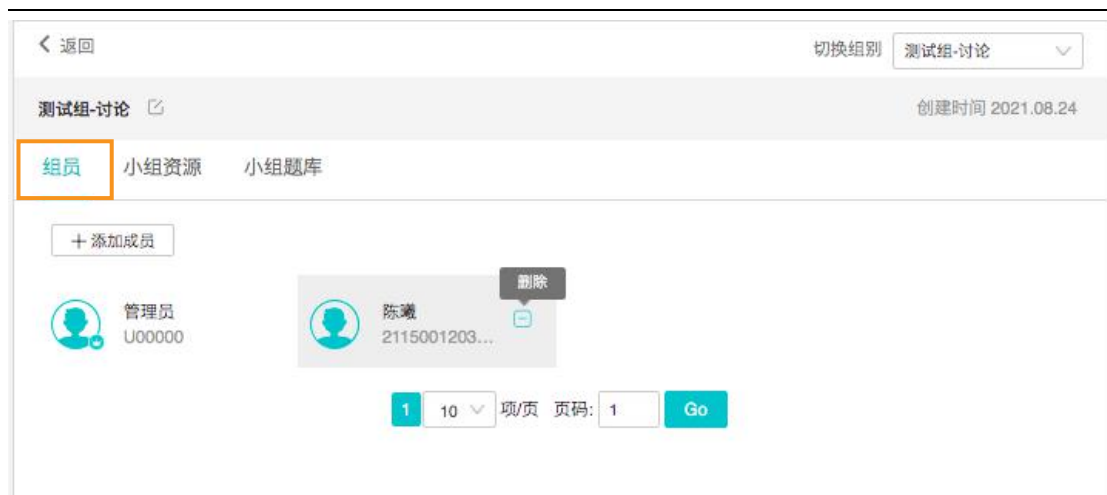 返回
切换组别 测试组-讨论
测试组-讨论
创建时间 2021.08.24
组员 小组资源 小组题库
+ 添加成员
删除
管理员
U00000
陈曦
2115001203...
1 10 项/页 页码: 1 Go